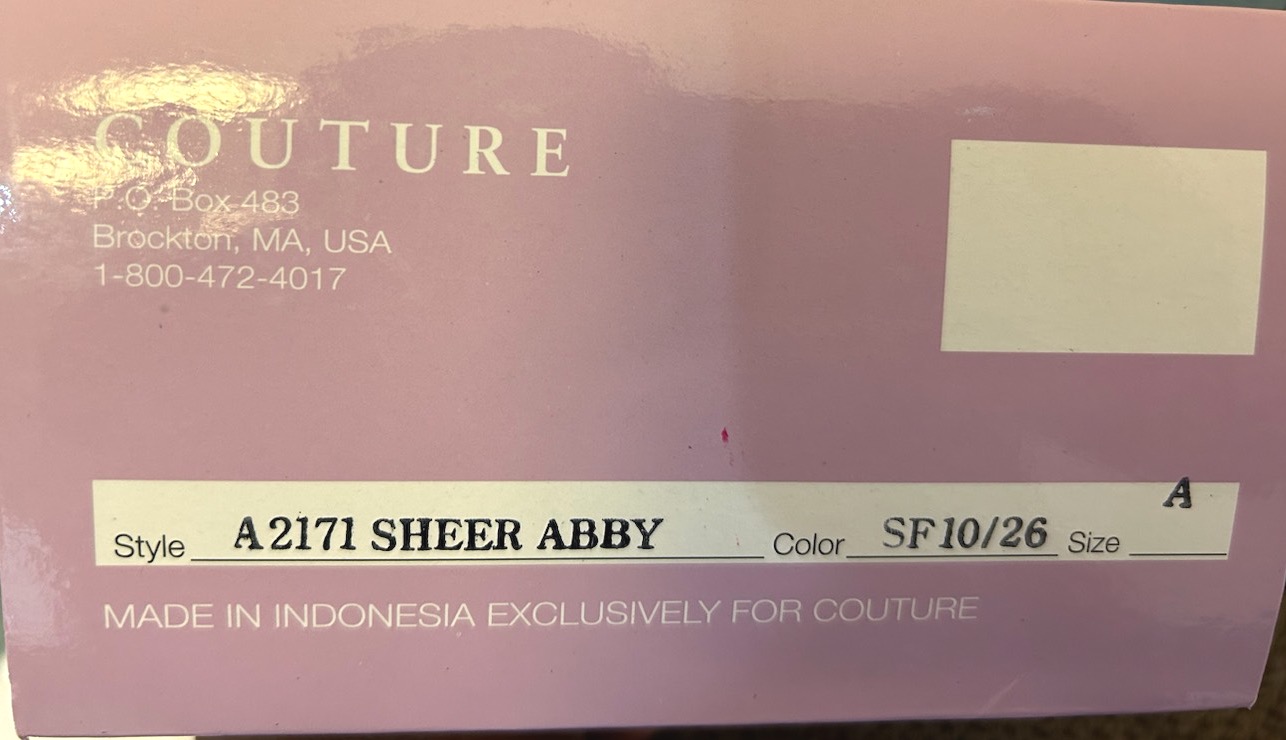 COUTURE
P.O. Box 483
Brockton, MA, USA
1-800-472-4017
Style A2171 SHEER ABBY Color SF10/26 Size A
MADE IN INDONESIA EXCLUSIVELY FOR COUTURE